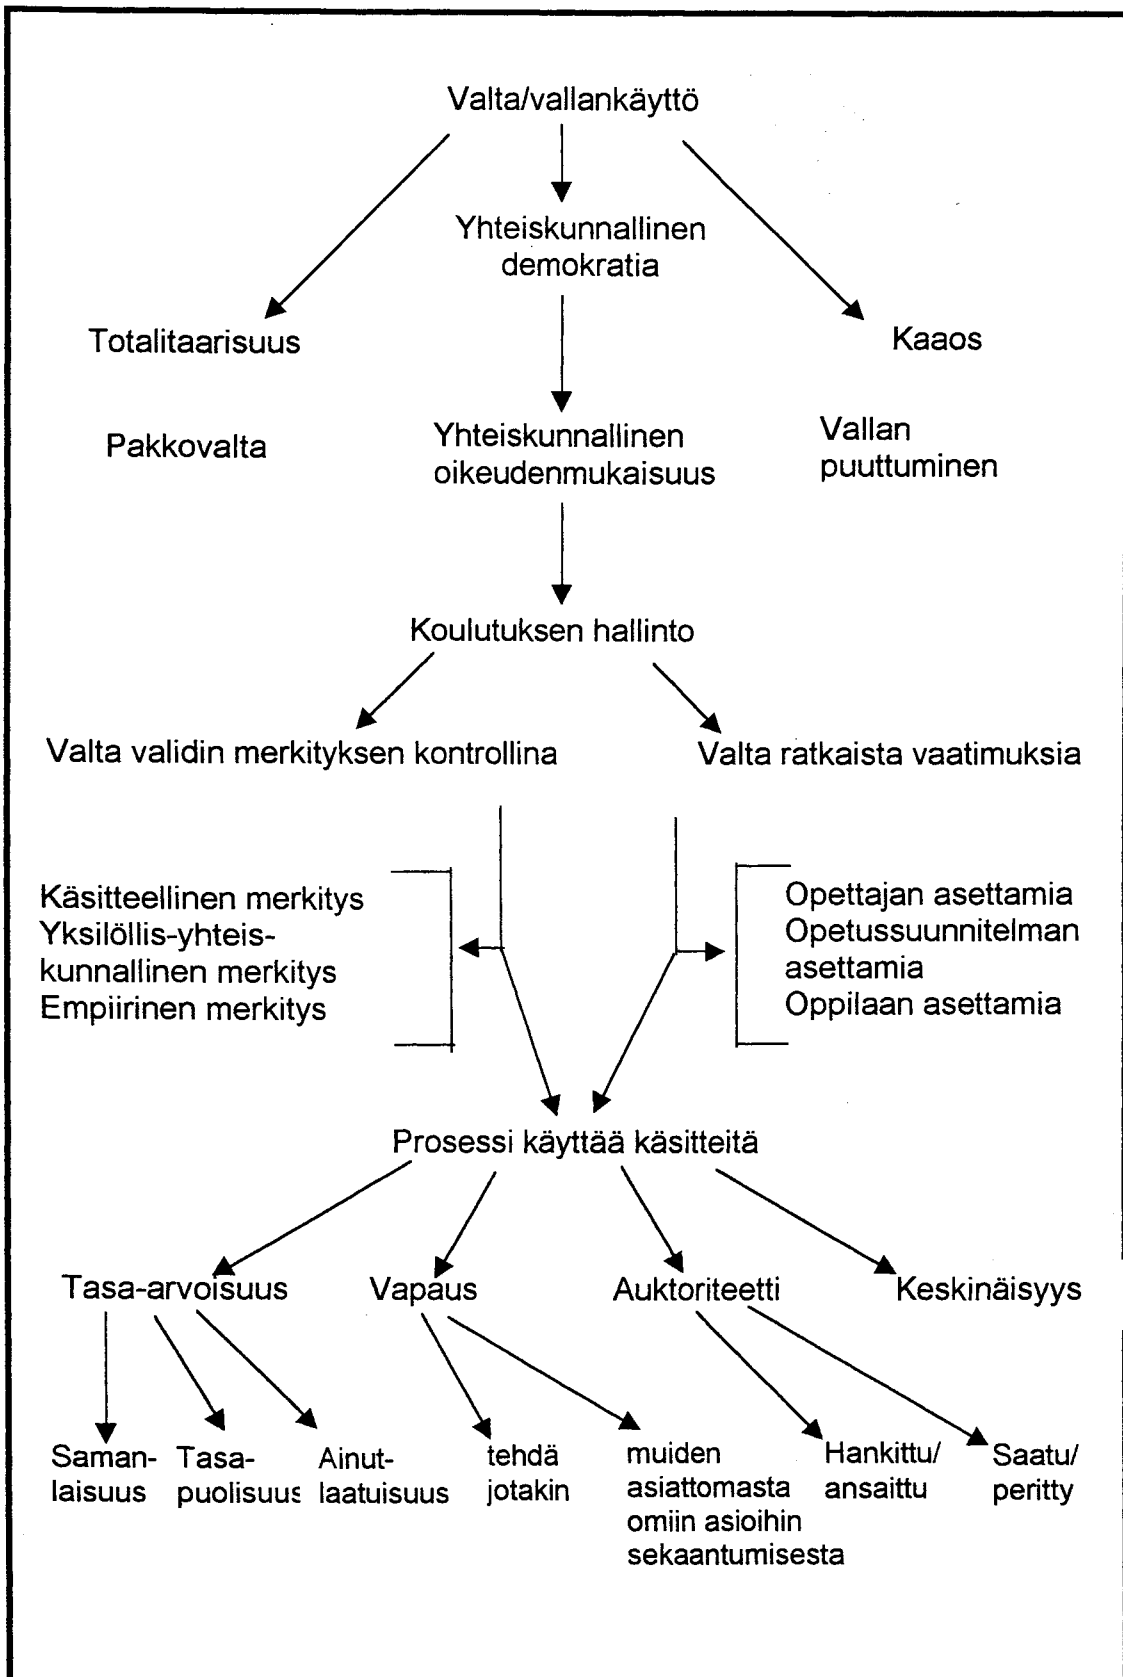 Valta/vallankäyttö
Yhteiskunnallinen
demokratia
Totalitaarisuus
Kaaos
Pakkovalta
Yhteiskunnallinen
oikeudenmukaisuus
Vallan
puuttuminen
Koulutuksen hallinto
Valta validin merkityksen kontrollina
Valta ratkaista vaatimuksia
Käsitteellinen merkitys
Yksilöllis-yhteis-
kunnallinen merkitys
Empiirinen merkitys
Opettajan asettamia
Opetussuunnitelman
asettamia
Oppilaan asettamia
Prosessi käyttää käsitteitä
Tasa-arvoisuus
Vapaus
Auktoriteetti
Keskinäisyys
Saman-
laisuus
Tasa-
puolisuus
Ainut-
laatuisuus
tehdä
jotakin
muiden
asiattomasta
omiin asioihin
sekaantumisesta
Hankittu/
ansaittu
Saatu/
peritty